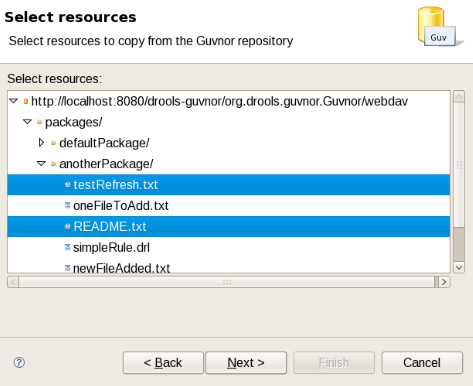 Select resources
Select resources to copy from the Guvnor repository
Guv
Select resources:
http://localhost:8080/drools-guvnor/org.drools.guvnor.Guvnor/webdav
packages/
defaultPackage/
anotherPackage/
testRefresh.txt
oneFileToAdd.txt
README.txt
simpleRule.drl
newFileAdded.txt
? < Back Next > Finish Cancel